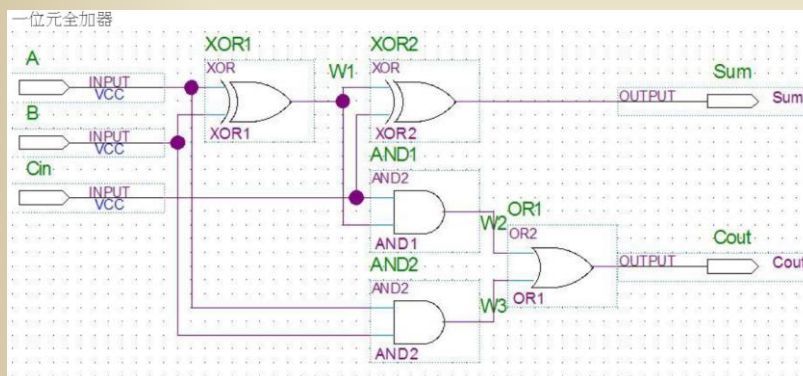 一位元全加器
XOR1
XOR2
A
XOR
W1
XOR
Sum
INPUT
VCC
OUTPUT
Sum
B
INPUT
VCC
XOR1
XOR2
Cin
AND1
INPUT
VCC
AND2
W2
OR1
AND1
OR2
Cout
AND2
OUTPUT
Cout
AND2
W3
OR1
AND2